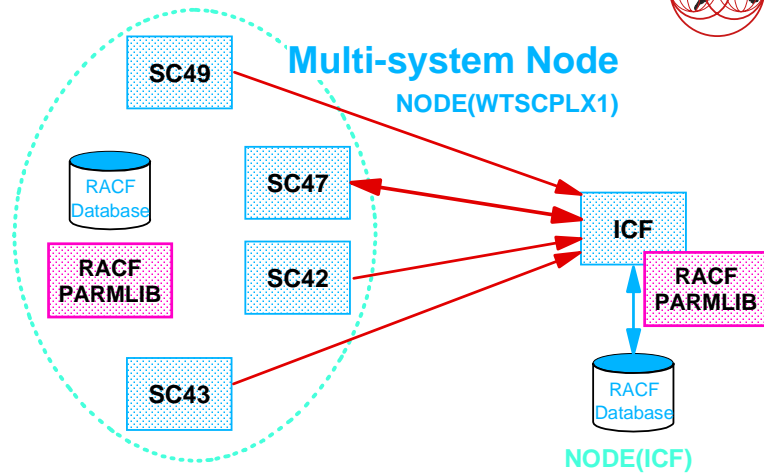 Multi-system Node
NODE(WTSCPLX1)
SC49
RACF
Database
SC47
ICF
RACF
PARMLIB
SC42
RACF
PARMLIB
SC43
RACF
Database
NODE(ICF)